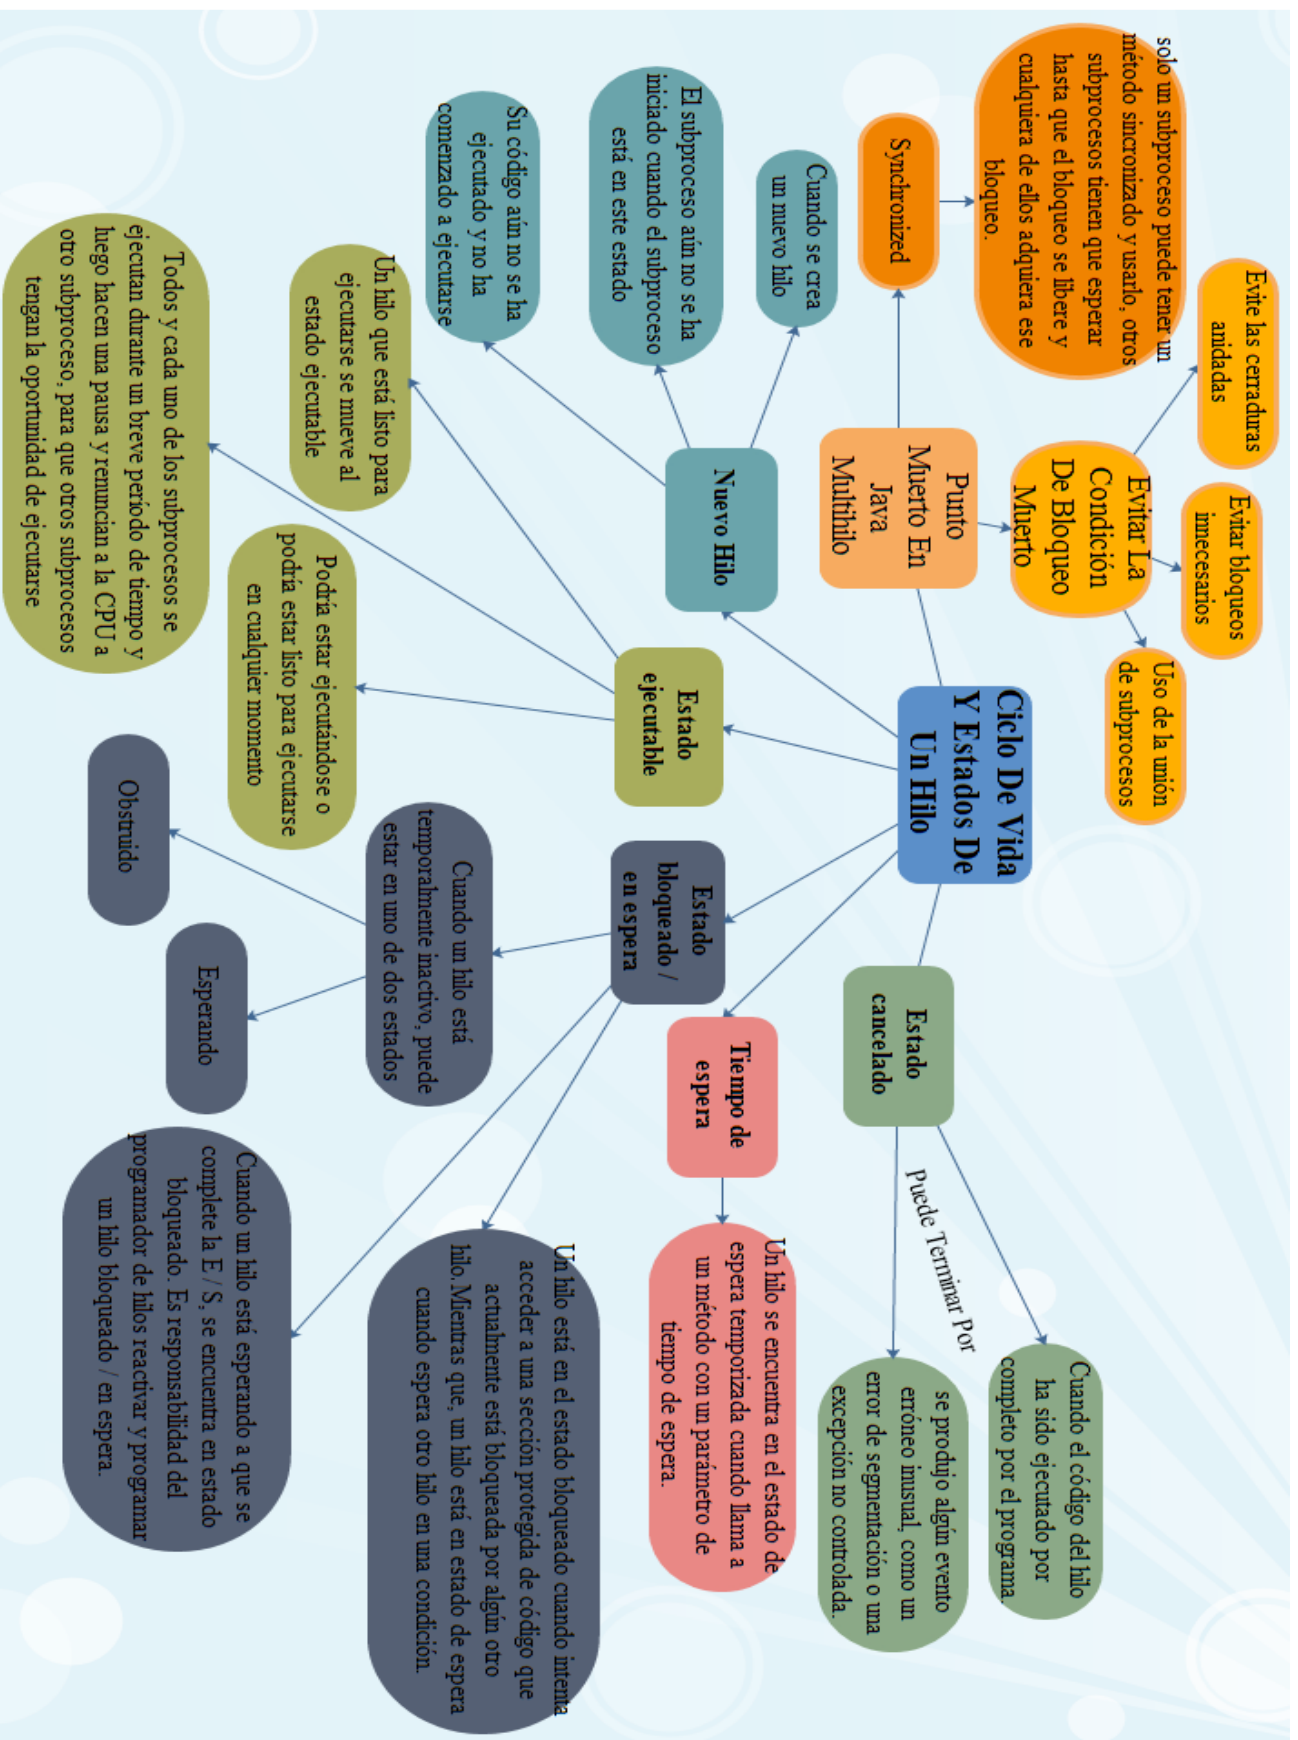 Ciclo De Vida
Y Estados De
Un Hilo
Punto
Muerto En
Java
Multihilo
Synchronized
solo un subproceso puede tener un
método sincronizado y usarlo, otros
subprocesos tienen que esperar
hasta que el bloqueo se libere y
cualquiera de ellos adquiera ese
bloqueo.
Evitar La
Condición
De Bloqueo
Muerto
Evite las cerraduras
anidadas
Evitar bloqueos
innecesarios
Uso de la unión
de subprocesos
Nuevo Hilo
Cuando se crea
un nuevo hilo
El subproceso aún no se ha
iniciado cuando el subproceso
está en este estado
Su código aún no se ha
ejecutado y no ha
comenzado a ejecutarse
Estado
ejecutable
Un hilo que está listo para
ejecutarse se mueve al
estado ejecutable
Todos y cada uno de los subprocesos se
ejecutan durante un breve período de tiempo y
luego hacen una pausa y renuncian a la CPU a
otro subproceso, para que otros subprocesos
tengan la oportunidad de ejecutarse
Podría estar ejecutándose o
podría estar listo para ejecutarse
en cualquier momento
Estado
bloqueado /
en espera
Cuando un hilo está
temporalmente inactivo, puede
estar en uno de dos estados
Obstruido
Esperando
Cuando un hilo está esperando a que se
complete la E / S, se encuentra en estado
bloqueado. Es responsabilidad del
programador de hilos reactivar y programar
un hilo bloqueado / en espera.
Un hilo está en el estado bloqueado cuando intenta
acceder a una sección protegida de código que
actualmente está bloqueada por algún otro
hilo. Mientras que, un hilo está en estado de espera
cuando espera otro hilo en una condición.
Tiempo de
espera
Un hilo se encuentra en el estado de
espera temporizada cuando llama a
un método con un parámetro de
tiempo de espera.
Estado
cancelado
Puede Terminar Por
Cuando el código del hilo
ha sido ejecutado por
completo por el programa.
se produjo algún evento
erróneo inusual, como un
error de segmentación o una
excepción no controlada.